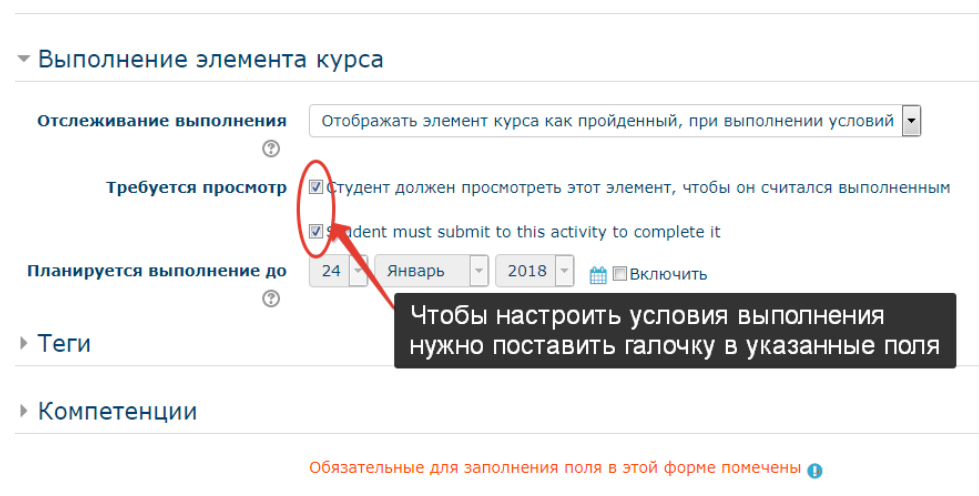 Выполнение элемента курса
Отслеживание выполнения
Отображать элемент курса как пройденный, при выполнении условий
Требуется просмотр
Студент должен просмотреть этот элемент, чтобы он считался выполненным
Student must submit to this activity to complete it
Планируется выполнение до
24 Январь 2018 Включить
Чтобы настроить условия выполнения
нужно поставить галочку в указанные поля
Теги
Компетенции
Обязательные для заполнения поля в этой форме помечены